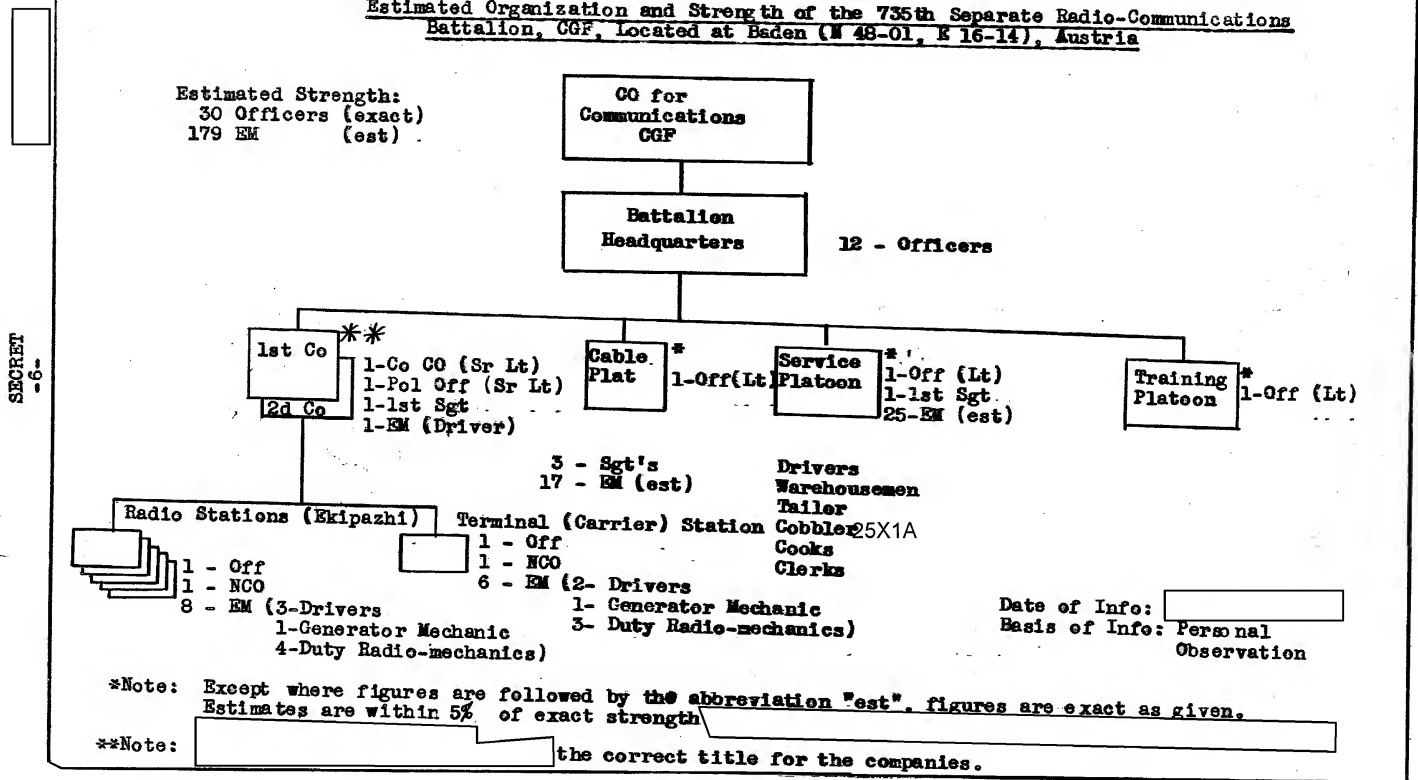 Estimated Organization and Strength of the 735th Separate Radio-Communications
Battalion, CGF, Located at Baden (N 48-01, E 16-14), Austria
Estimated Strength:
30 Officers (exact)
179 EM (est)
CO for
Communications
CGF
Battalion
Headquarters
12 - Officers
SECRET
-6-
1st Co
**
2d Co
1-Co CO (Sr Lt)
1-Pol Off (Sr Lt)
1-1st Sgt
1-EM (Driver)
Cable
Plat
*
1-Off(Lt)
Service
Platoon
*
1-Off (Lt)
1-1st Sgt
25-EM (est)
Training
Platoon
*
1-Off (Lt)
3 - Sgt's
17 - EM (est)
Drivers
Warehousemen
Tailor
Cobbler
25X1A
Cooks
Clerks
Radio Stations (Ekipazhi)
1 - Off
1 - NCO
8 - EM (3-Drivers
1-Generator Mechanic
4-Duty Radio-mechanics)
Terminal (Carrier) Station
1 - Off
1 - NCO
6 - EM (2- Drivers
1- Generator Mechanic
3- Duty Radio-mechanics)
Date of Info:
Basis of Info: Personal
Observation
*Note: Except where figures are followed by the abbreviation "est", figures are exact as given.
Estimates are within 5% of exact strength
**Note: the correct title for the companies.